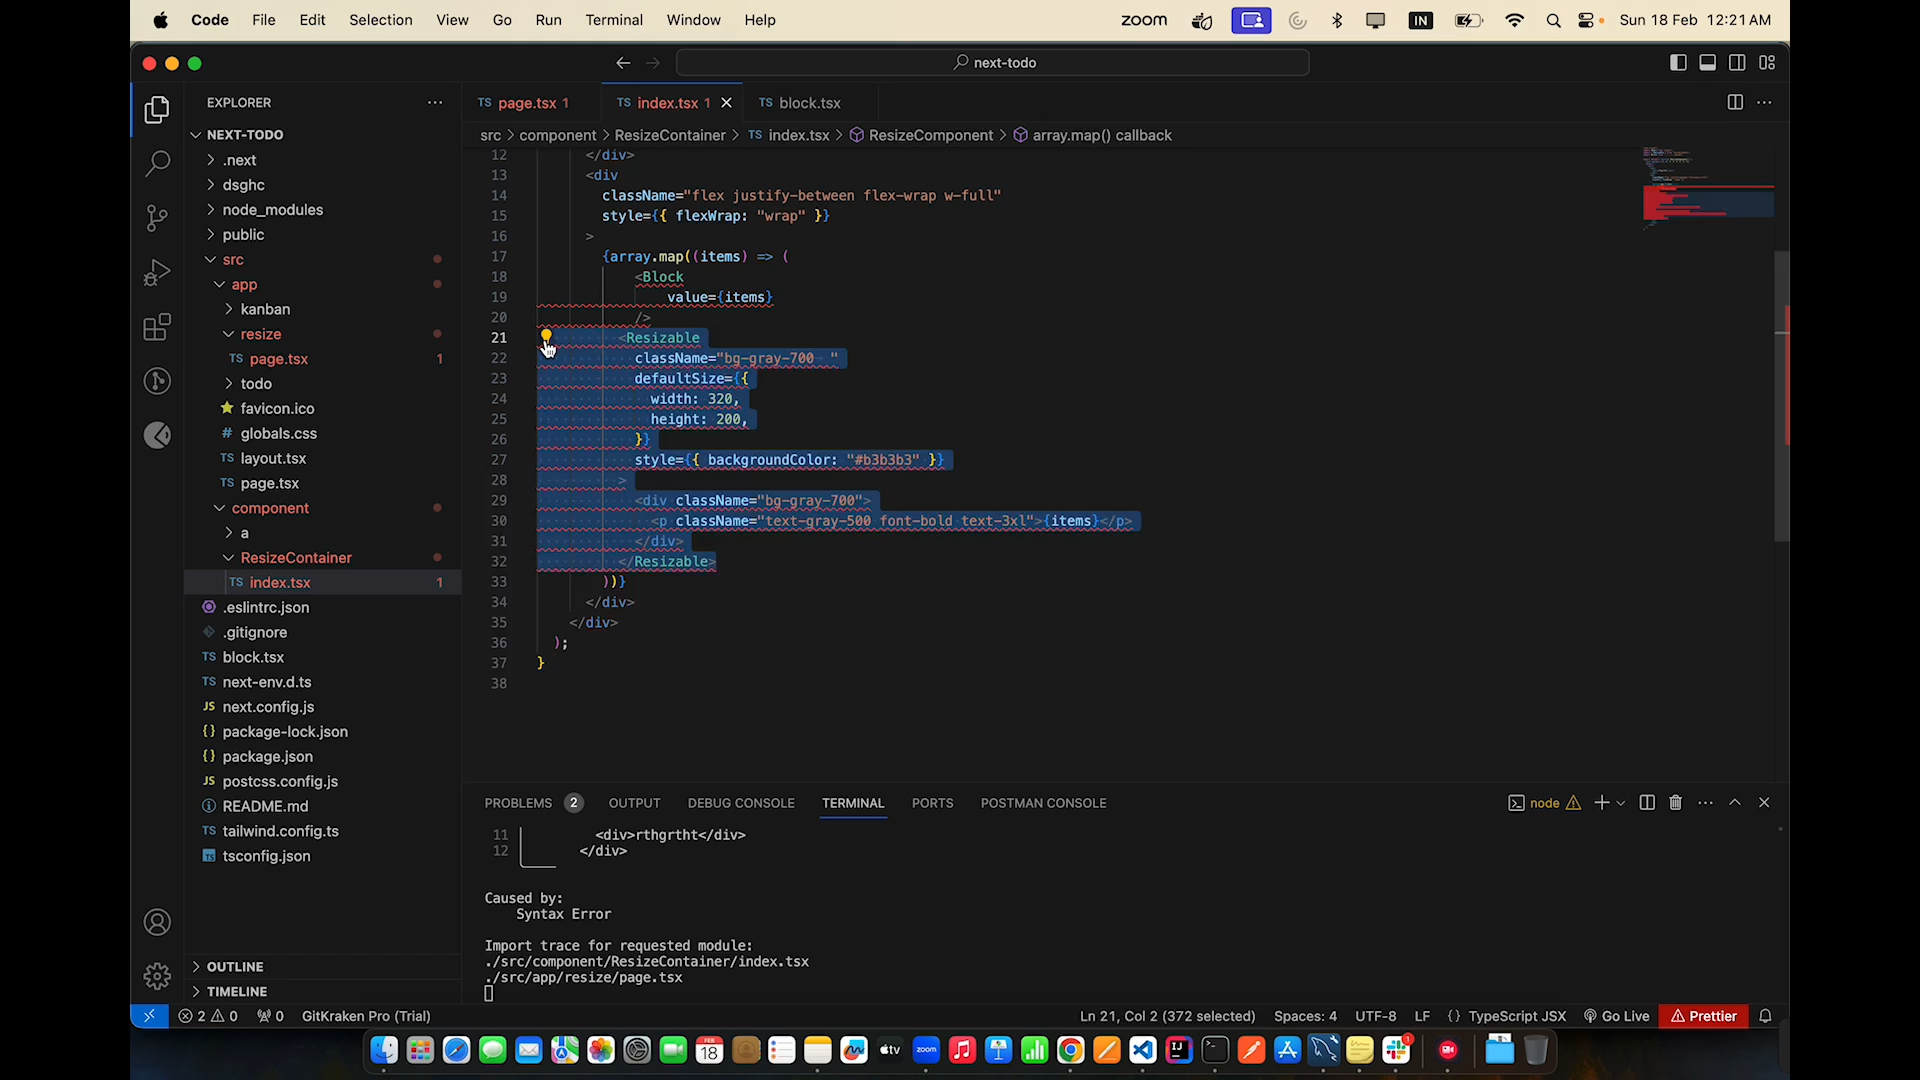 Code File Edit Selection View Go Run Terminal Window Help
zoom IN Sun 18 Feb 12:21 AM
next-todo
EXPLORER
NEXT-TODO
.next
dsghc
node_modules
public
src
app
kanban
resize
TS page.tsx 1
todo
favicon.ico
# globals.css
TS layout.tsx
TS page.tsx
component
a
ResizeContainer
TS index.tsx 1
.eslintrc.json
.gitignore
TS block.tsx
TS next-env.d.ts
JS next.config.js
{} package-lock.json
{} package.json
JS postcss.config.js
README.md
TS tailwind.config.ts
TS tsconfig.json
OUTLINE
TIMELINE
TS page.tsx 1 TS index.tsx 1 TS block.tsx
src > component > ResizeContainer > TS index.tsx > ResizeComponent > array.map() callback
12 </div>
13 <div
14 className="flex justify-between flex-wrap w-full"
15 style={{ flexWrap: "wrap" }}
16 >
17 {array.map((items) => (
18 <Block
19 value={items}
20 />
21 <Resizable
22 className="bg-gray-700  "
23 defaultSize={{
24 width: 320,
25 height: 200,
26 }}
27 style={{ backgroundColor: "#b3b3b3" }}
28 >
29 <div className="bg-gray-700">
30 <p className="text-gray-500 font-bold text-3xl">{items}</p>
31 </div>
32 </Resizable>
33 ))}
34 </div>
35 </div>
36 );
37 }
38
PROBLEMS 2 OUTPUT DEBUG CONSOLE TERMINAL PORTS POSTMAN CONSOLE
node
11 <div>rthgrtht</div>
12 </div>
Caused by:
Syntax Error
Import trace for requested module:
./src/component/ResizeContainer/index.tsx
./src/app/resize/page.tsx
2 0 0 GitKraken Pro (Trial)
Ln 21, Col 2 (372 selected) Spaces: 4 UTF-8 LF {} TypeScript JSX Go Live Prettier
FEB 18 tv zoom IJ 1